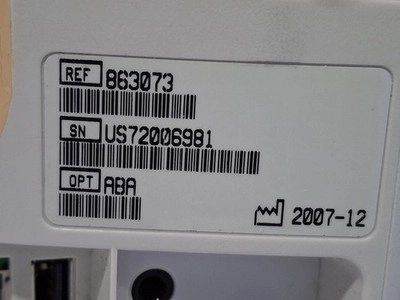 REF 863073
SN US72006981
OPT ABA
2007-12